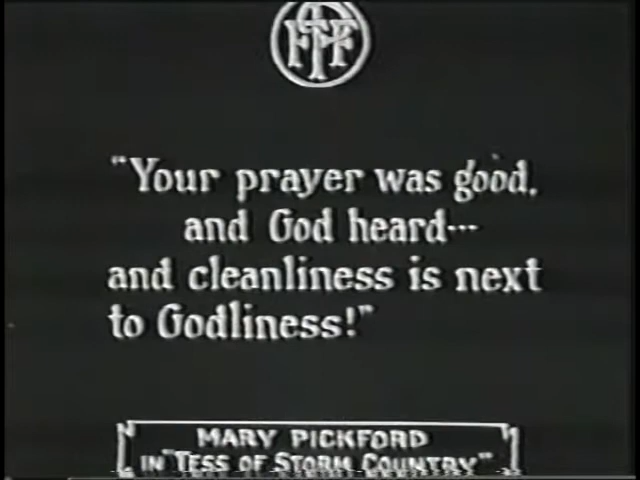 FPF
"Your prayer was good,
and God heard---
and cleanliness is next
to Godliness!"
MARY PICKFORD
IN "TESS OF STORM COUNTRY"